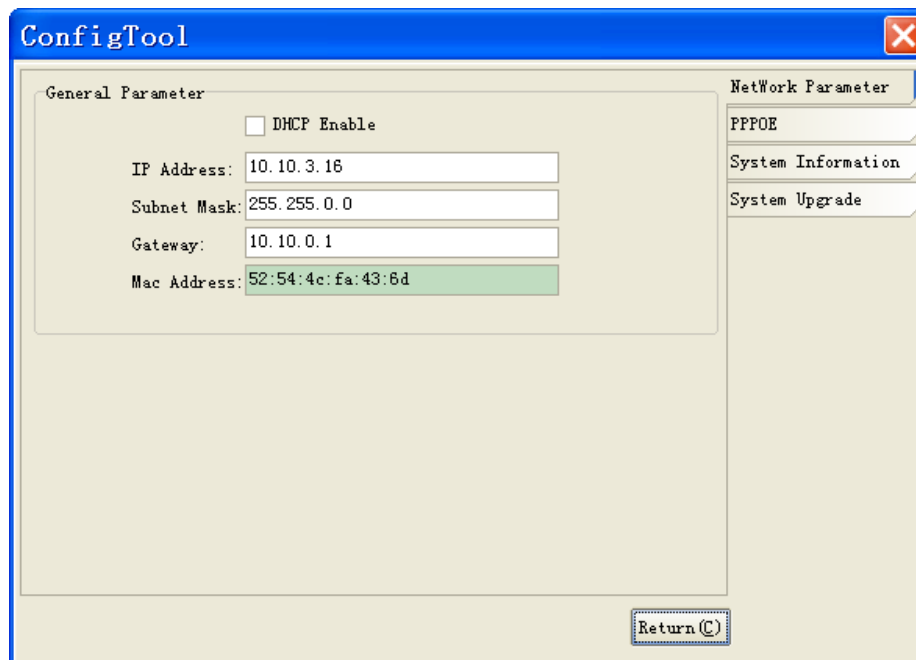 ConfigTool
General Parameter
DHCP Enable
IP Address: 10.10.3.16
Subnet Mask: 255.255.0.0
Gateway: 10.10.0.1
Mac Address: 52:54:4c:fa:43:6d
NetWork Parameter
PPPOE
System Information
System Upgrade
Return(C)